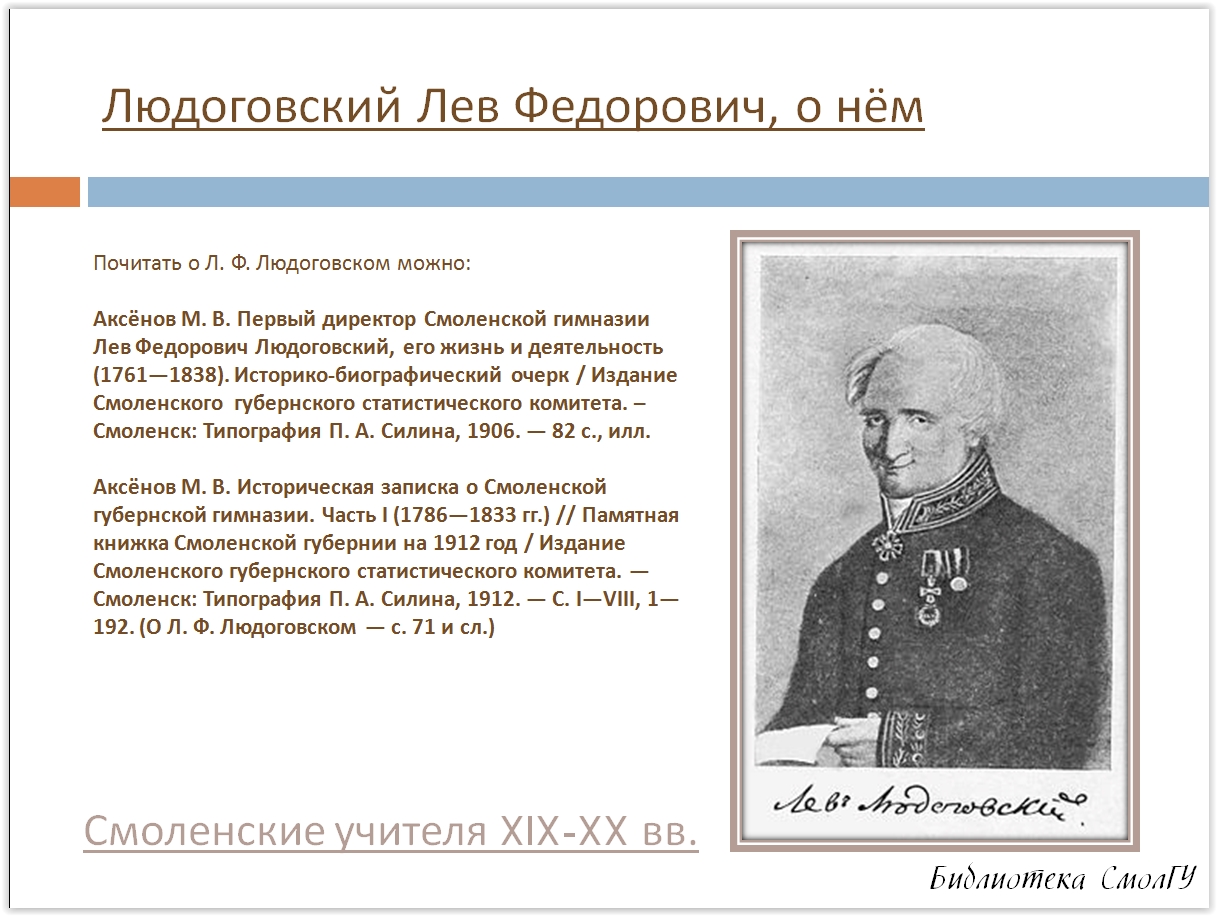 Людоговский Лев Федорович, о нём
Почитать о Л. Ф. Людоговском можно:
Аксёнов М. В. Первый директор Смоленской гимназии
Лев Федорович Людоговский, его жизнь и деятельность
(1761—1838). Историко-биографический очерк / Издание
Смоленского губернского статистического комитета. –
Смоленск: Типография П. А. Силина, 1906. — 82 с., илл.
Аксёнов М. В. Историческая записка о Смоленской
губернской гимназии. Часть I (1786—1833 гг.) // Памятная
книжка Смоленской губернии на 1912 год / Издание
Смоленского губернского статистического комитета. —
Смоленск: Типография П. А. Силина, 1912. — С. I—VIII, 1—
192. (О Л. Ф. Людоговском — с. 71 и сл.)
Левъ Людоговскій.
Смоленские учителя XIX-XX вв.
Библиотека СмолГУ